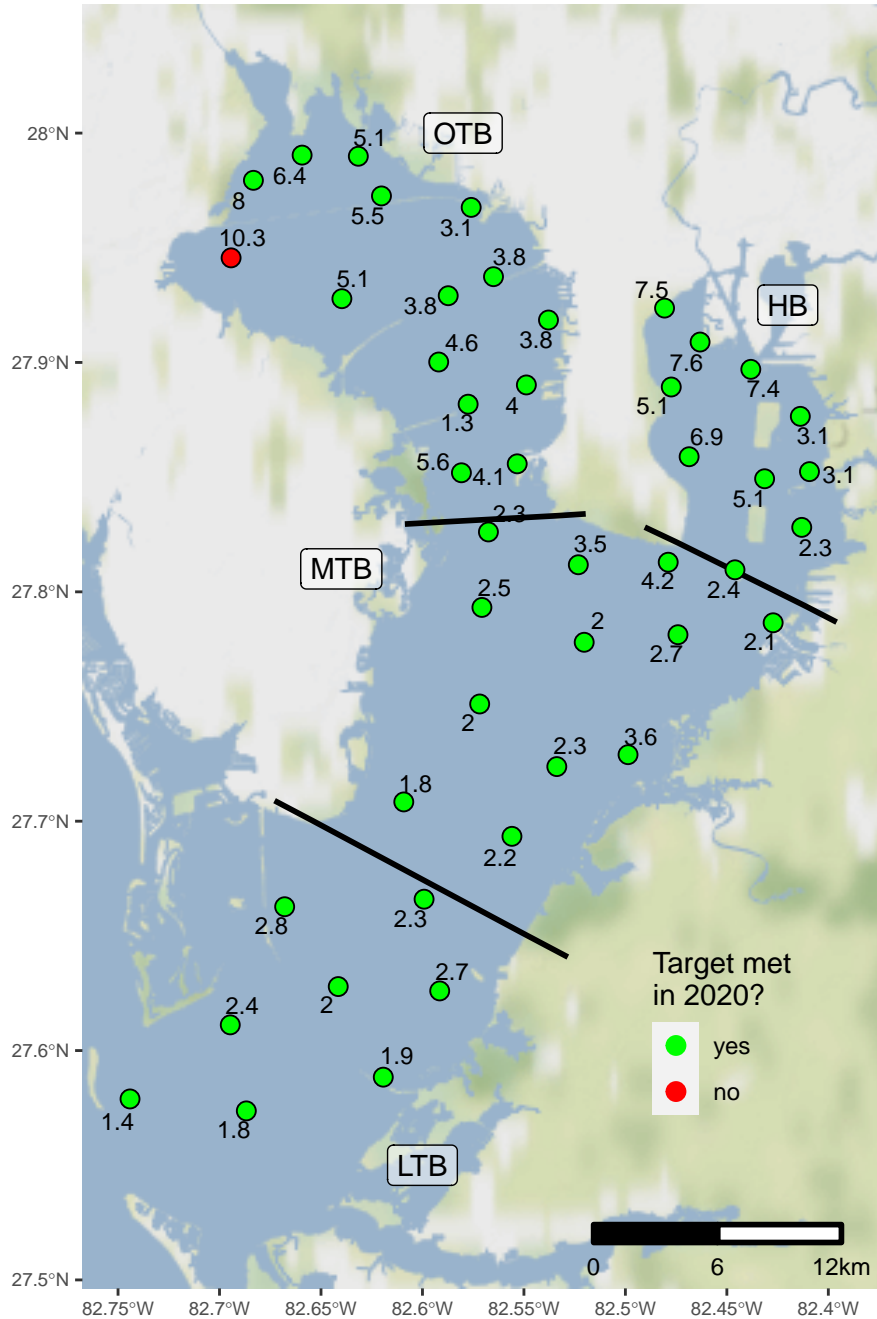 OTB
5.1
6.4
8
5.5
3.1
10.3
3.8
5.1
3.8
3.8
7.5
HB
7.6
4.6
7.4
4
5.1
1.3
3.1
6.9
5.6
4.1
3.1
5.1
2.3
2.3
3.5
MTB
4.2
2.4
2.5
2
2.1
2.7
2
2.3
3.6
1.8
2.2
2.3
2.8
2.7
2
2.4
1.9
1.4
1.8
LTB
Target met
in 2020?
yes
no
0 6 12km
28°N
27.9°N
27.8°N
27.7°N
27.6°N
27.5°N
82.75°W 82.7°W 82.65°W 82.6°W 82.55°W 82.5°W 82.45°W 82.4°W